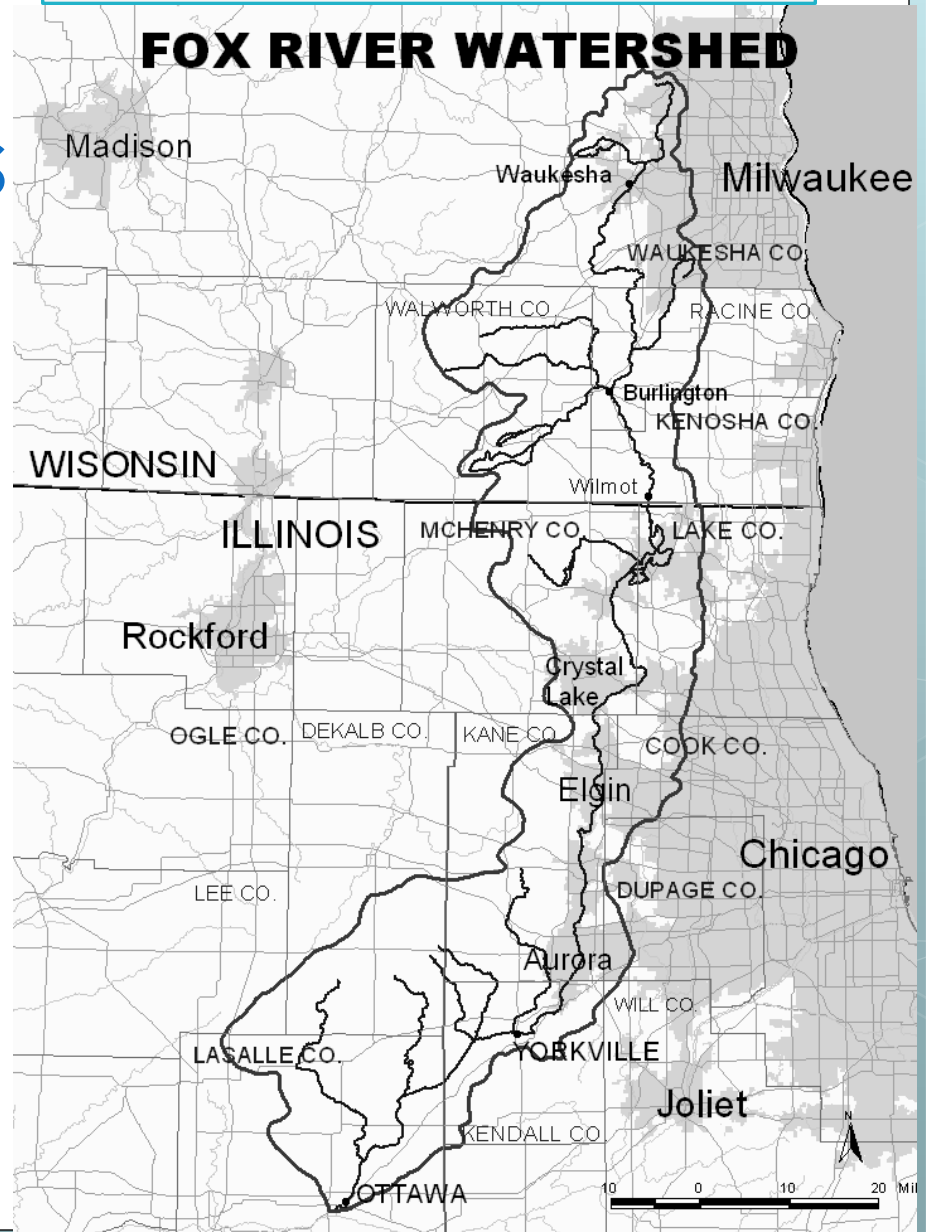 FOX RIVER WATERSHED
Madison
S
Waukesha
Milwaukee
WAUKESHA CO.
WALWORTH CO.
RACINE CO.
Burlington
KENOSHA CO.
WISONSIN
Wilmot
ILLINOIS
MCHENRY CO.
LAKE CO.
Rockford
Crystal
Lake
OGLE CO.
DEKALB CO.
KANE CO.
COOK CO.
Elgin
Chicago
LEE CO.
DUPAGE CO.
Aurora
WILL CO.
LASALLE CO.
YORKVILLE
Joliet
N
KENDALL CO.
OTTAWA
10 0 10 20 Mil